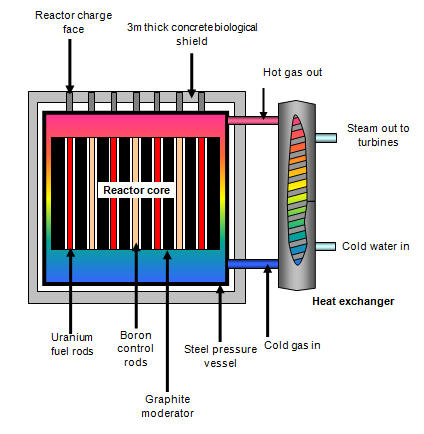 Reactor charge
face
3m thick concrete biological
shield
Hot gas out
Steam out to
turbines
Reactor core
Cold water in
Heat exchanger
Uranium
fuel rods
Boron
control
rods
Steel pressure
vessel
Cold gas in
Graphite
moderator